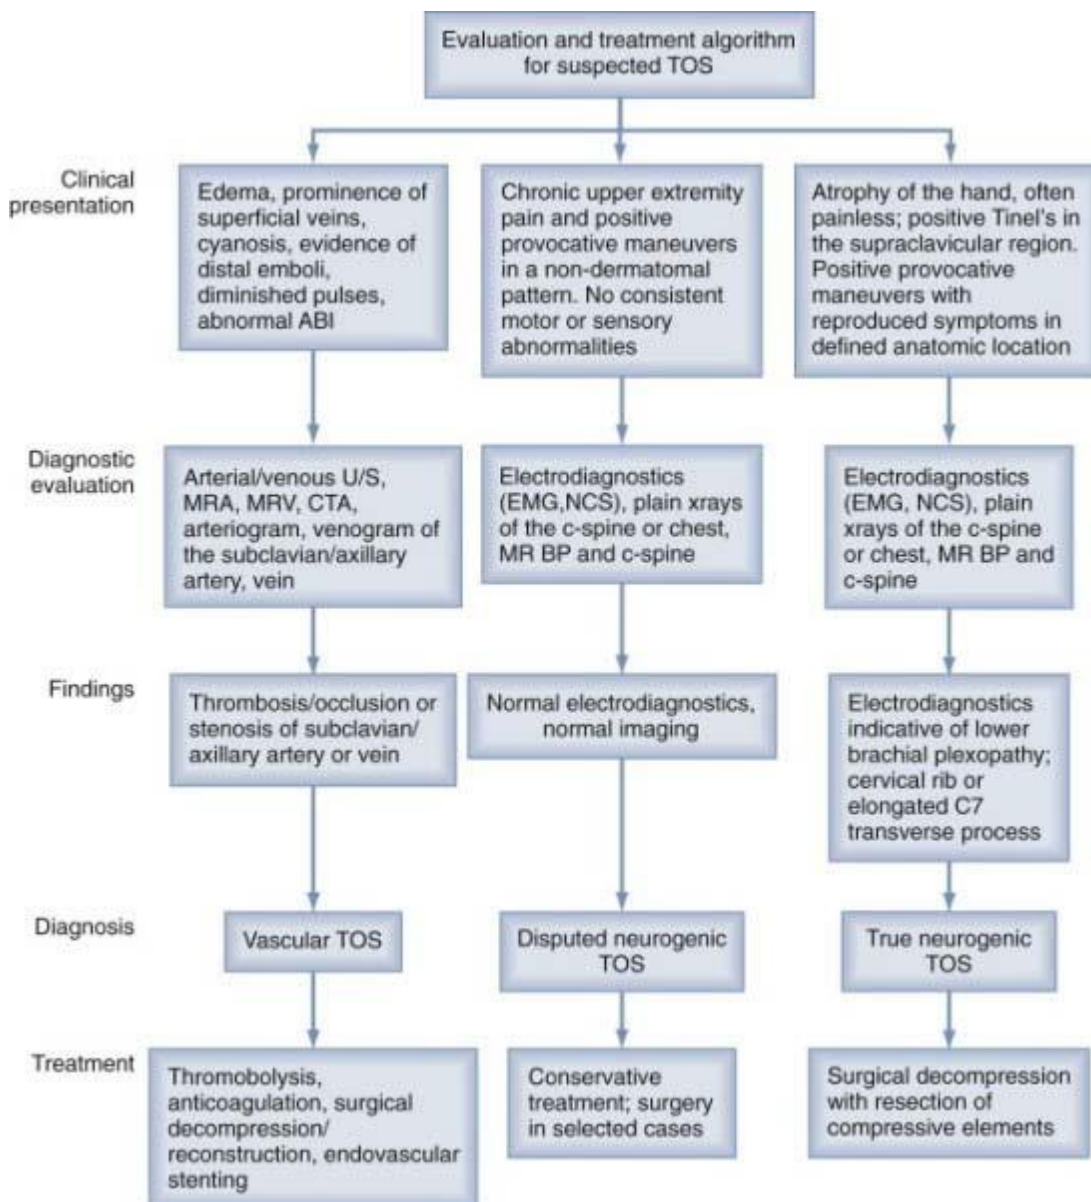 Evaluation and treatment algorithm
for suspected TOS
Clinical
presentation
Edema, prominence of
superficial veins,
cyanosis, evidence of
distal emboli,
diminished pulses,
abnormal ABI
Chronic upper extremity
pain and positive
provocative maneuvers
in a non-dermatomal
pattern. No consistent
motor or sensory
abnormalities
Atrophy of the hand, often
painless; positive Tinel's in
the supraclavicular region.
Positive provocative
maneuvers with
reproduced symptoms in
defined anatomic location
Diagnostic
evaluation
Arterial/venous U/S,
MRA, MRV, CTA,
arteriogram, venogram of
the subclavian/axillary
artery, vein
Electrodiagnostics
(EMG,NCS), plain xrays
of the c-spine or chest,
MR BP and c-spine
Electrodiagnostics
(EMG, NCS), plain
xrays of the c-spine
or chest, MR BP and
c-spine
Findings
Thrombosis/occlusion or
stenosis of subclavian/
axillary artery or vein
Normal electrodiagnostics,
normal imaging
Electrodiagnostics
indicative of lower
brachial plexopathy;
cervical rib or
elongated C7
transverse process
Diagnosis
Vascular TOS
Disputed neurogenic
TOS
True neurogenic
TOS
Treatment
Thromobolysis,
anticoagulation, surgical
decompression/
reconstruction, endovascular
stenting
Conservative
treatment; surgery
in selected cases
Surgical decompression
with resection of
compressive elements